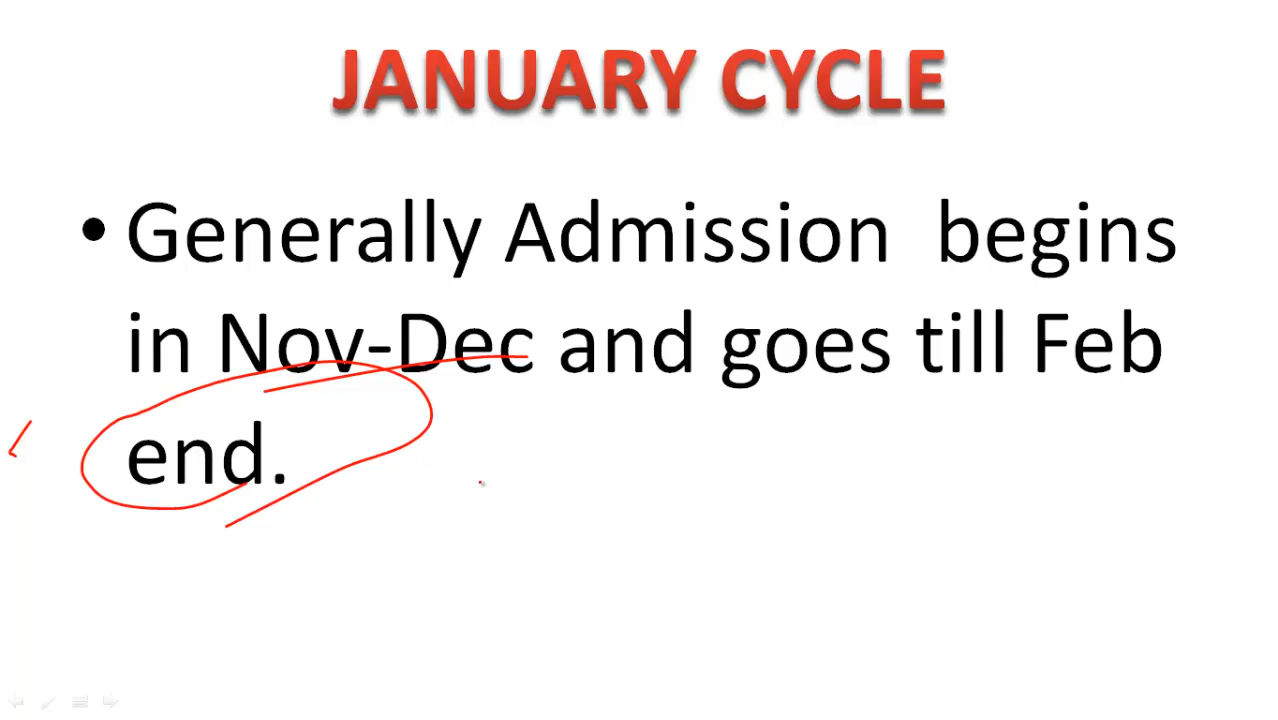 JANUARY CYCLE
• Generally Admission  begins
in Nov-Dec and goes till Feb
end.